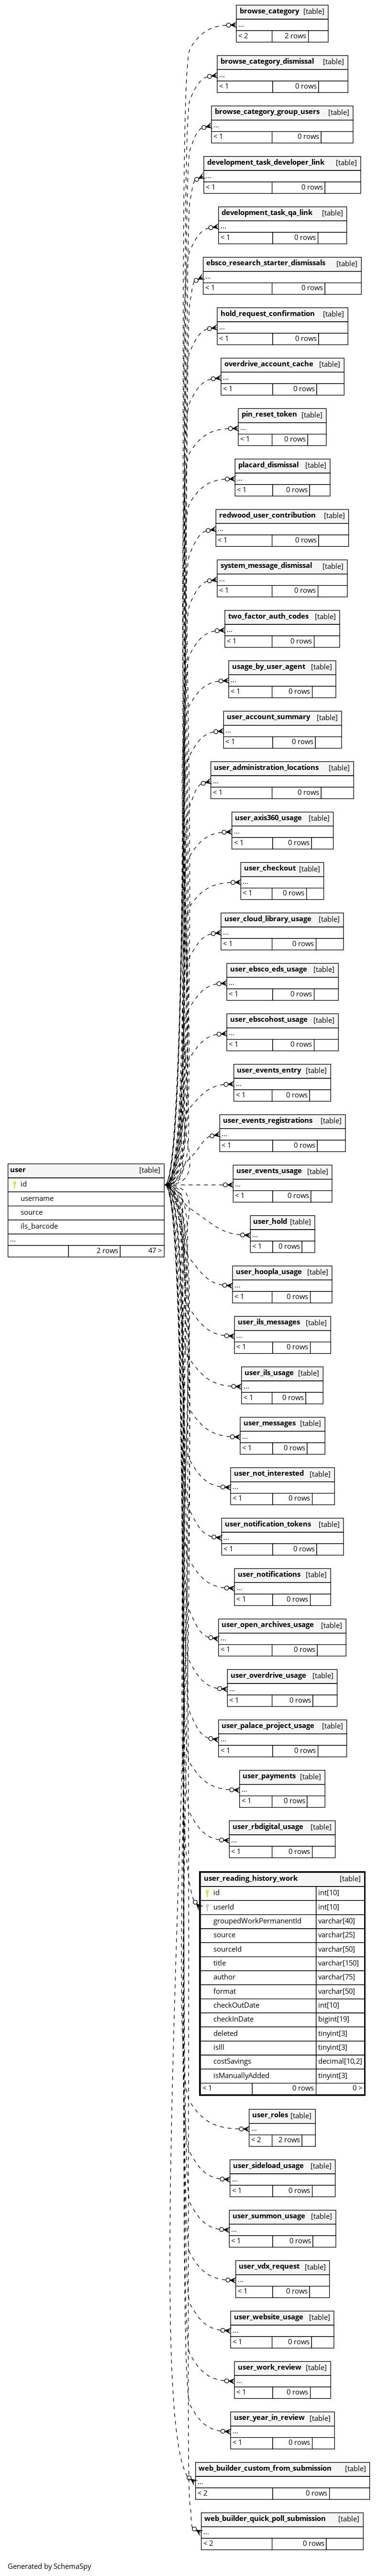 browse_category [table]
...
< 2 2 rows
browse_category_dismissal [table]
...
< 1 0 rows
browse_category_group_users [table]
...
< 1 0 rows
development_task_developer_link [table]
...
< 1 0 rows
development_task_qa_link [table]
...
< 1 0 rows
ebsco_research_starter_dismissals [table]
...
< 1 0 rows
hold_request_confirmation [table]
...
< 1 0 rows
overdrive_account_cache [table]
...
< 1 0 rows
pin_reset_token [table]
...
< 1 0 rows
placard_dismissal [table]
...
< 1 0 rows
redwood_user_contribution [table]
...
< 1 0 rows
system_message_dismissal [table]
...
< 1 0 rows
two_factor_auth_codes [table]
...
< 1 0 rows
usage_by_user_agent [table]
...
< 1 0 rows
user_account_summary [table]
...
< 1 0 rows
user_administration_locations [table]
...
< 1 0 rows
user_axis360_usage [table]
...
< 1 0 rows
user_checkout [table]
...
< 1 0 rows
user_cloud_library_usage [table]
...
< 1 0 rows
user_ebsco_eds_usage [table]
...
< 1 0 rows
user_ebscohost_usage [table]
...
< 1 0 rows
user_events_entry [table]
...
< 1 0 rows
user_events_registrations [table]
...
< 1 0 rows
user [table]
id
username
source
ils_barcode
...
2 rows 47 >
user_events_usage [table]
...
< 1 0 rows
user_hold [table]
...
< 1 0 rows
user_hoopla_usage [table]
...
< 1 0 rows
user_ils_messages [table]
...
< 1 0 rows
user_ils_usage [table]
...
< 1 0 rows
user_messages [table]
...
< 1 0 rows
user_not_interested [table]
...
< 1 0 rows
user_notification_tokens [table]
...
< 1 0 rows
user_notifications [table]
...
< 1 0 rows
user_open_archives_usage [table]
...
< 1 0 rows
user_overdrive_usage [table]
...
< 1 0 rows
user_palace_project_usage [table]
...
< 1 0 rows
user_payments [table]
...
< 1 0 rows
user_rbdigital_usage [table]
...
< 1 0 rows
user_reading_history_work [table]
id int[10]
userId int[10]
groupedWorkPermanentId varchar[40]
source varchar[25]
sourceId varchar[50]
title varchar[150]
author varchar[75]
format varchar[50]
checkOutDate int[10]
checkInDate bigint[19]
deleted tinyint[3]
isIll tinyint[3]
costSavings decimal[10,2]
isManuallyAdded tinyint[3]
< 1 0 rows 0 >
user_roles [table]
...
< 2 2 rows
user_sideload_usage [table]
...
< 1 0 rows
user_summon_usage [table]
...
< 1 0 rows
user_vdx_request [table]
...
< 1 0 rows
user_website_usage [table]
...
< 1 0 rows
user_work_review [table]
...
< 1 0 rows
user_year_in_review [table]
...
< 1 0 rows
web_builder_custom_from_submission [table]
...
< 2 0 rows
web_builder_quick_poll_submission [table]
...
< 2 0 rows
Generated by SchemaSpy